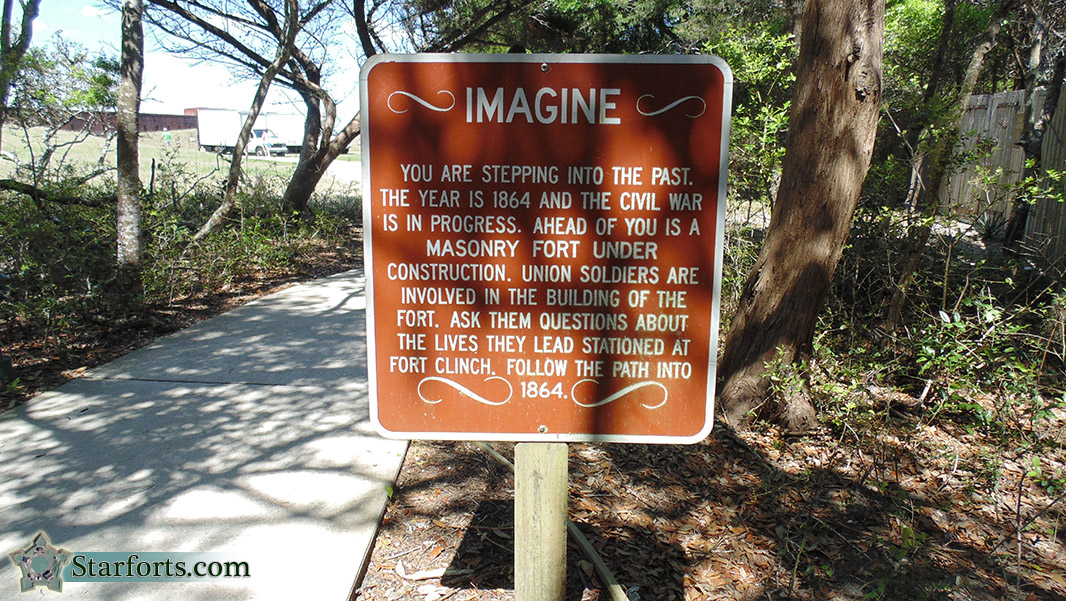 IMAGINE
YOU ARE STEPPING INTO THE PAST.
THE YEAR IS 1864 AND THE CIVIL WAR
IS IN PROGRESS. AHEAD OF YOU IS A
MASONRY FORT UNDER
CONSTRUCTION. UNION SOLDIERS ARE
INVOLVED IN THE BUILDING OF THE
FORT. ASK THEM QUESTIONS ABOUT
THE LIVES THEY LEAD STATIONED AT
FORT CLINCH. FOLLOW THE PATH INTO
1864.
Starforts.com